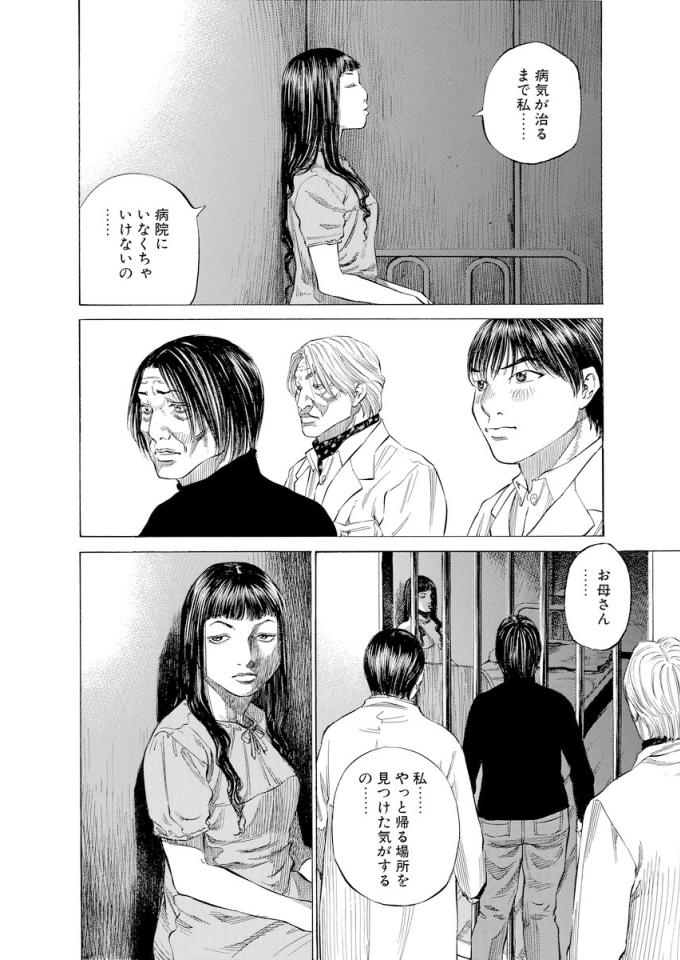 病気が治る
まで私……
病院に
いなくちゃ
いけないの
……
お母さん
……
私……
やっと帰る場所を
見つけた気がする
の……